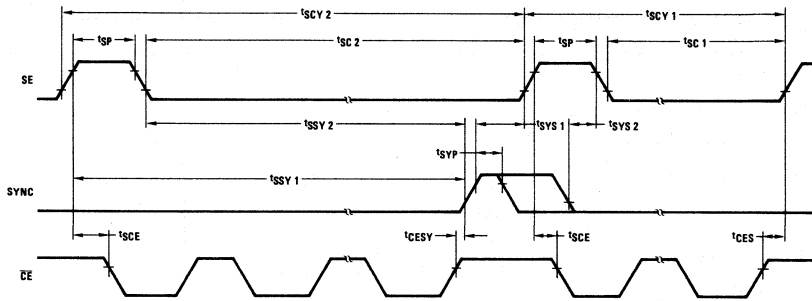 tSCY 2 tSCY 1
tSP tSC 2 tSP tSC 1
SE
tSSY 2 tSYS 1 tSYS 2
tSYP
tSSY 1
SYNC
tSCE tCESY tSCE tCES
CE